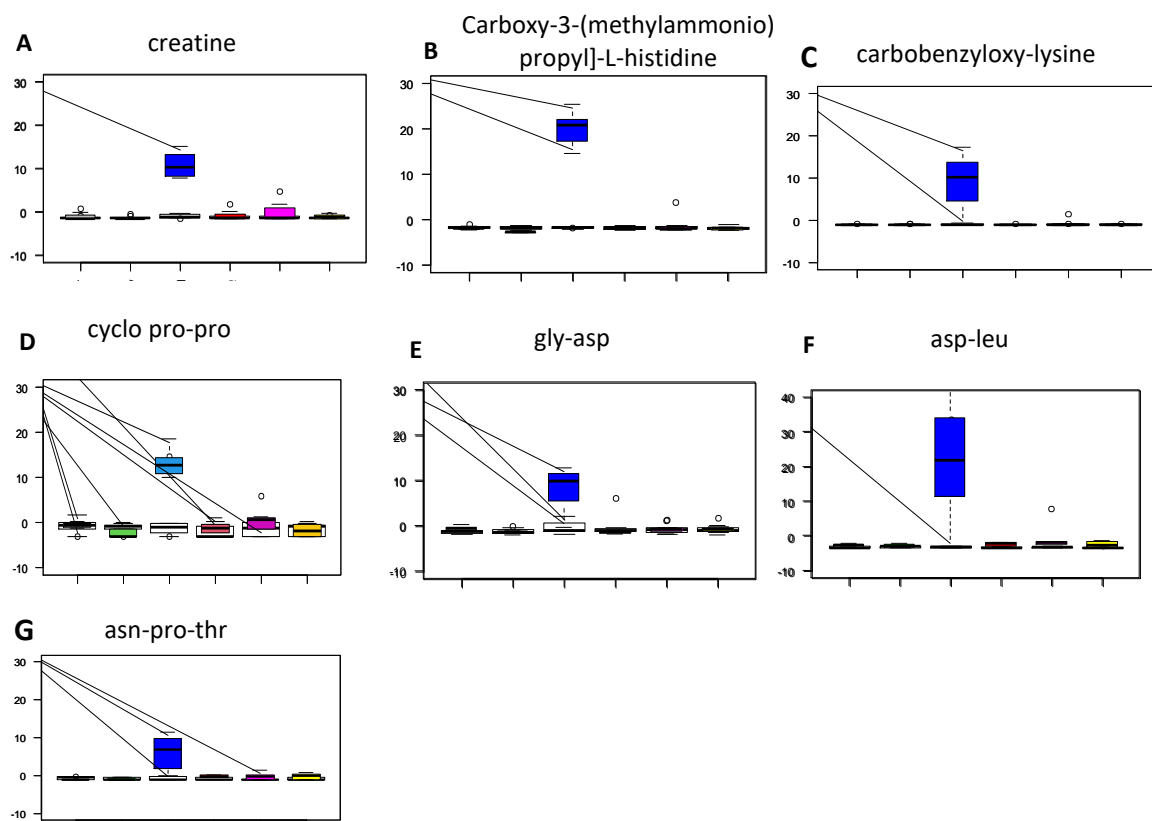 A
creatine
30
20
10
0
-10
B
Carboxy-3-(methylammonio)
propyl]-L-histidine
30
20
10
0
-10
C
carbobenzyloxy-lysine
30
20
10
0
-10
D
cyclo pro-pro
30
20
10
0
-10
E
gly-asp
30
20
10
0
-10
F
asp-leu
40
30
20
10
0
-10
G
asn-pro-thr
30
20
10
0
-10